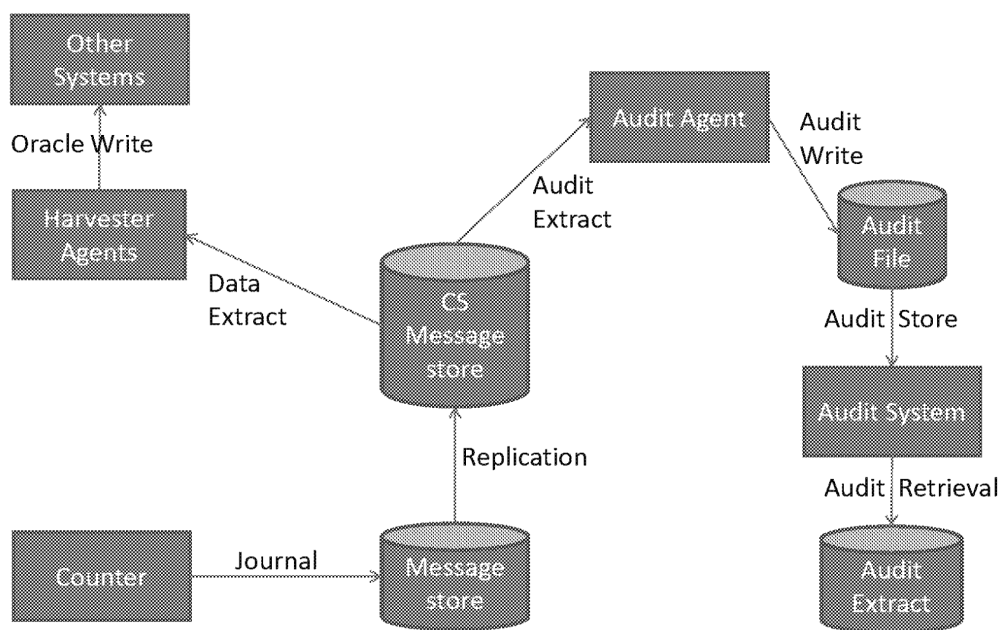 Other
Systems
Oracle Write
Harvester
Agents
Data
Extract
Audit Agent
Audit
Extract
Audit
Write
CS
Message
store
Audit
File
Audit Store
Audit System
Replication
Audit Retrieval
Counter
Journal
Message
store
Audit
Extract